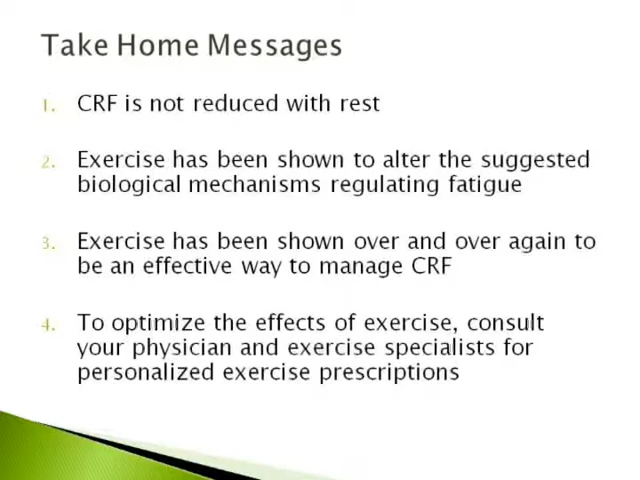 Take Home Messages
1. CRF is not reduced with rest
2. Exercise has been shown to alter the suggested
biological mechanisms regulating fatigue
3. Exercise has been shown over and over again to
be an effective way to manage CRF
4. To optimize the effects of exercise, consult
your physician and exercise specialists for
personalized exercise prescriptions